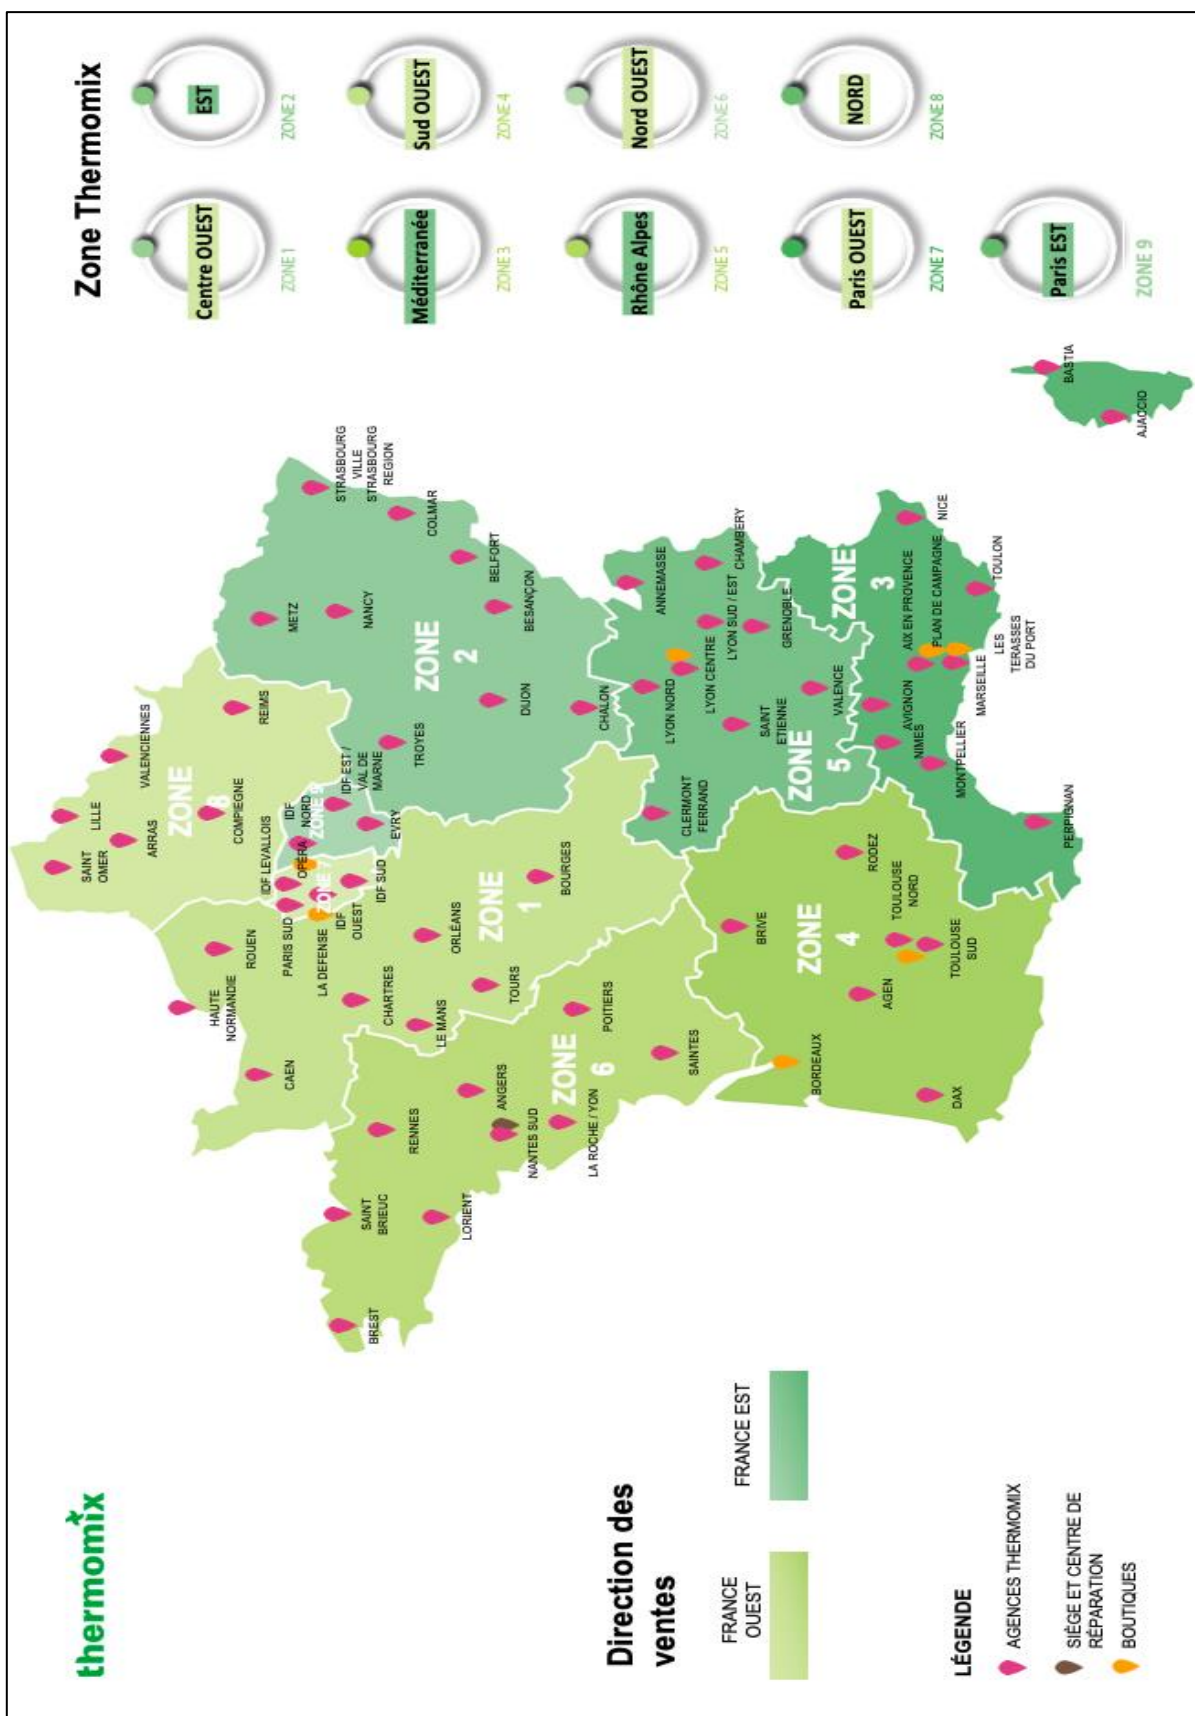 thermomix
Zone Thermomix
Centre OUEST
ZONE 1
EST
ZONE 2
Méditerranée
ZONE 3
Sud OUEST
ZONE 4
Rhône Alpes
ZONE 5
Nord OUEST
ZONE 6
Paris OUEST
ZONE 7
NORD
ZONE 8
Paris EST
ZONE 9
LILLE
SAINT
OMER
VALENCIENNES
ARRAS
ZONE
8
COMPIEGNE
REIMS
HAUTE
NORMANDIE
ROUEN
CAEN
IDF LEVALLOIS
OPÉRA
IDF
NORD
ZONE 9
PARIS SUD
ZONE 7
LA DEFENSE
IDF
OUEST
IDF SUD
IDF EST /
VAL DE
MARNE
EVRY
METZ
STRASBOURG
VILLE
STRASBOURG
REGION
NANCY
COLMAR
TROYES
ZONE
2
BELFORT
BESANÇON
DIJON
CHALON
BREST
SAINT
BRIEUC
RENNES
LORIENT
CHARTRES
LE MANS
ORLÉANS
ZONE
1
TOURS
BOURGES
ANGERS
NANTES SUD
ZONE
6
LA ROCHE / YON
POITIERS
SAINTES
ANNEMASSE
CHAMBERY
LYON NORD
LYON CENTRE
LYON SUD / EST
CLERMONT
FERRAND
SAINT
ETIENNE
GRENOBLE
ZONE
5
VALENCE
BRIVE
ZONE
4
BORDEAUX
AGEN
RODEZ
TOULOUSE
NORD
TOULOUSE
SUD
DAX
ZONE
3
AVIGNON
NIMES
AIX EN PROVENCE
PLAN DE CAMPAGNE
NICE
MONTPELLIER
MARSEILLE
LES
TERASSES
DU PORT
TOULON
PERPIGNAN
BASTIA
AJACCIO
Direction des
ventes
FRANCE
OUEST
FRANCE EST
LÉGENDE
AGENCES THERMOMIX
SIÈGE ET CENTRE DE
RÉPARATION
BOUTIQUES